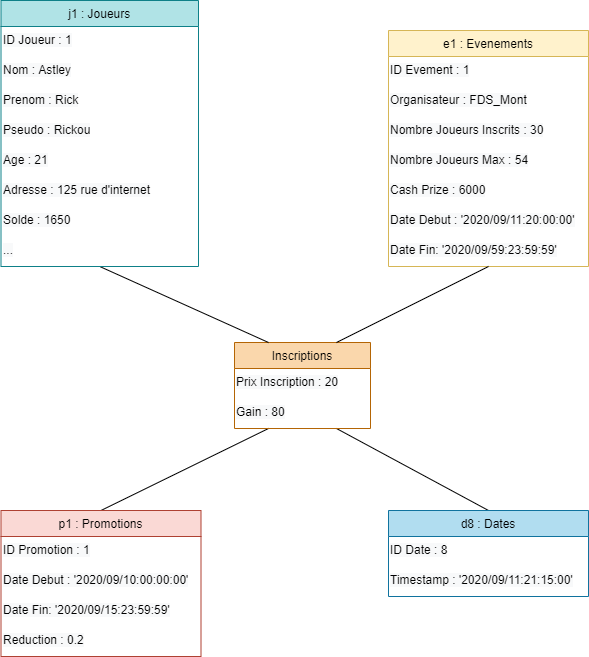 j1 : Joueurs
ID Joueur : 1
Nom : Astley
Prenom : Rick
Pseudo : Rickou
Age : 21
Adresse : 125 rue d'internet
Solde : 1650
...
e1 : Evenements
ID Evement : 1
Organisateur : FDS_Mont
Nombre Joueurs Inscrits : 30
Nombre Joueurs Max : 54
Cash Prize : 6000
Date Debut : '2020/09/11:20:00:00'
Date Fin: '2020/09/59:23:59:59'
Inscriptions
Prix Inscription : 20
Gain : 80
p1 : Promotions
ID Promotion : 1
Date Debut : '2020/09/10:00:00:00'
Date Fin: '2020/09/15:23:59:59'
Reduction : 0.2
d8 : Dates
ID Date : 8
Timestamp : '2020/09/11:21:15:00'